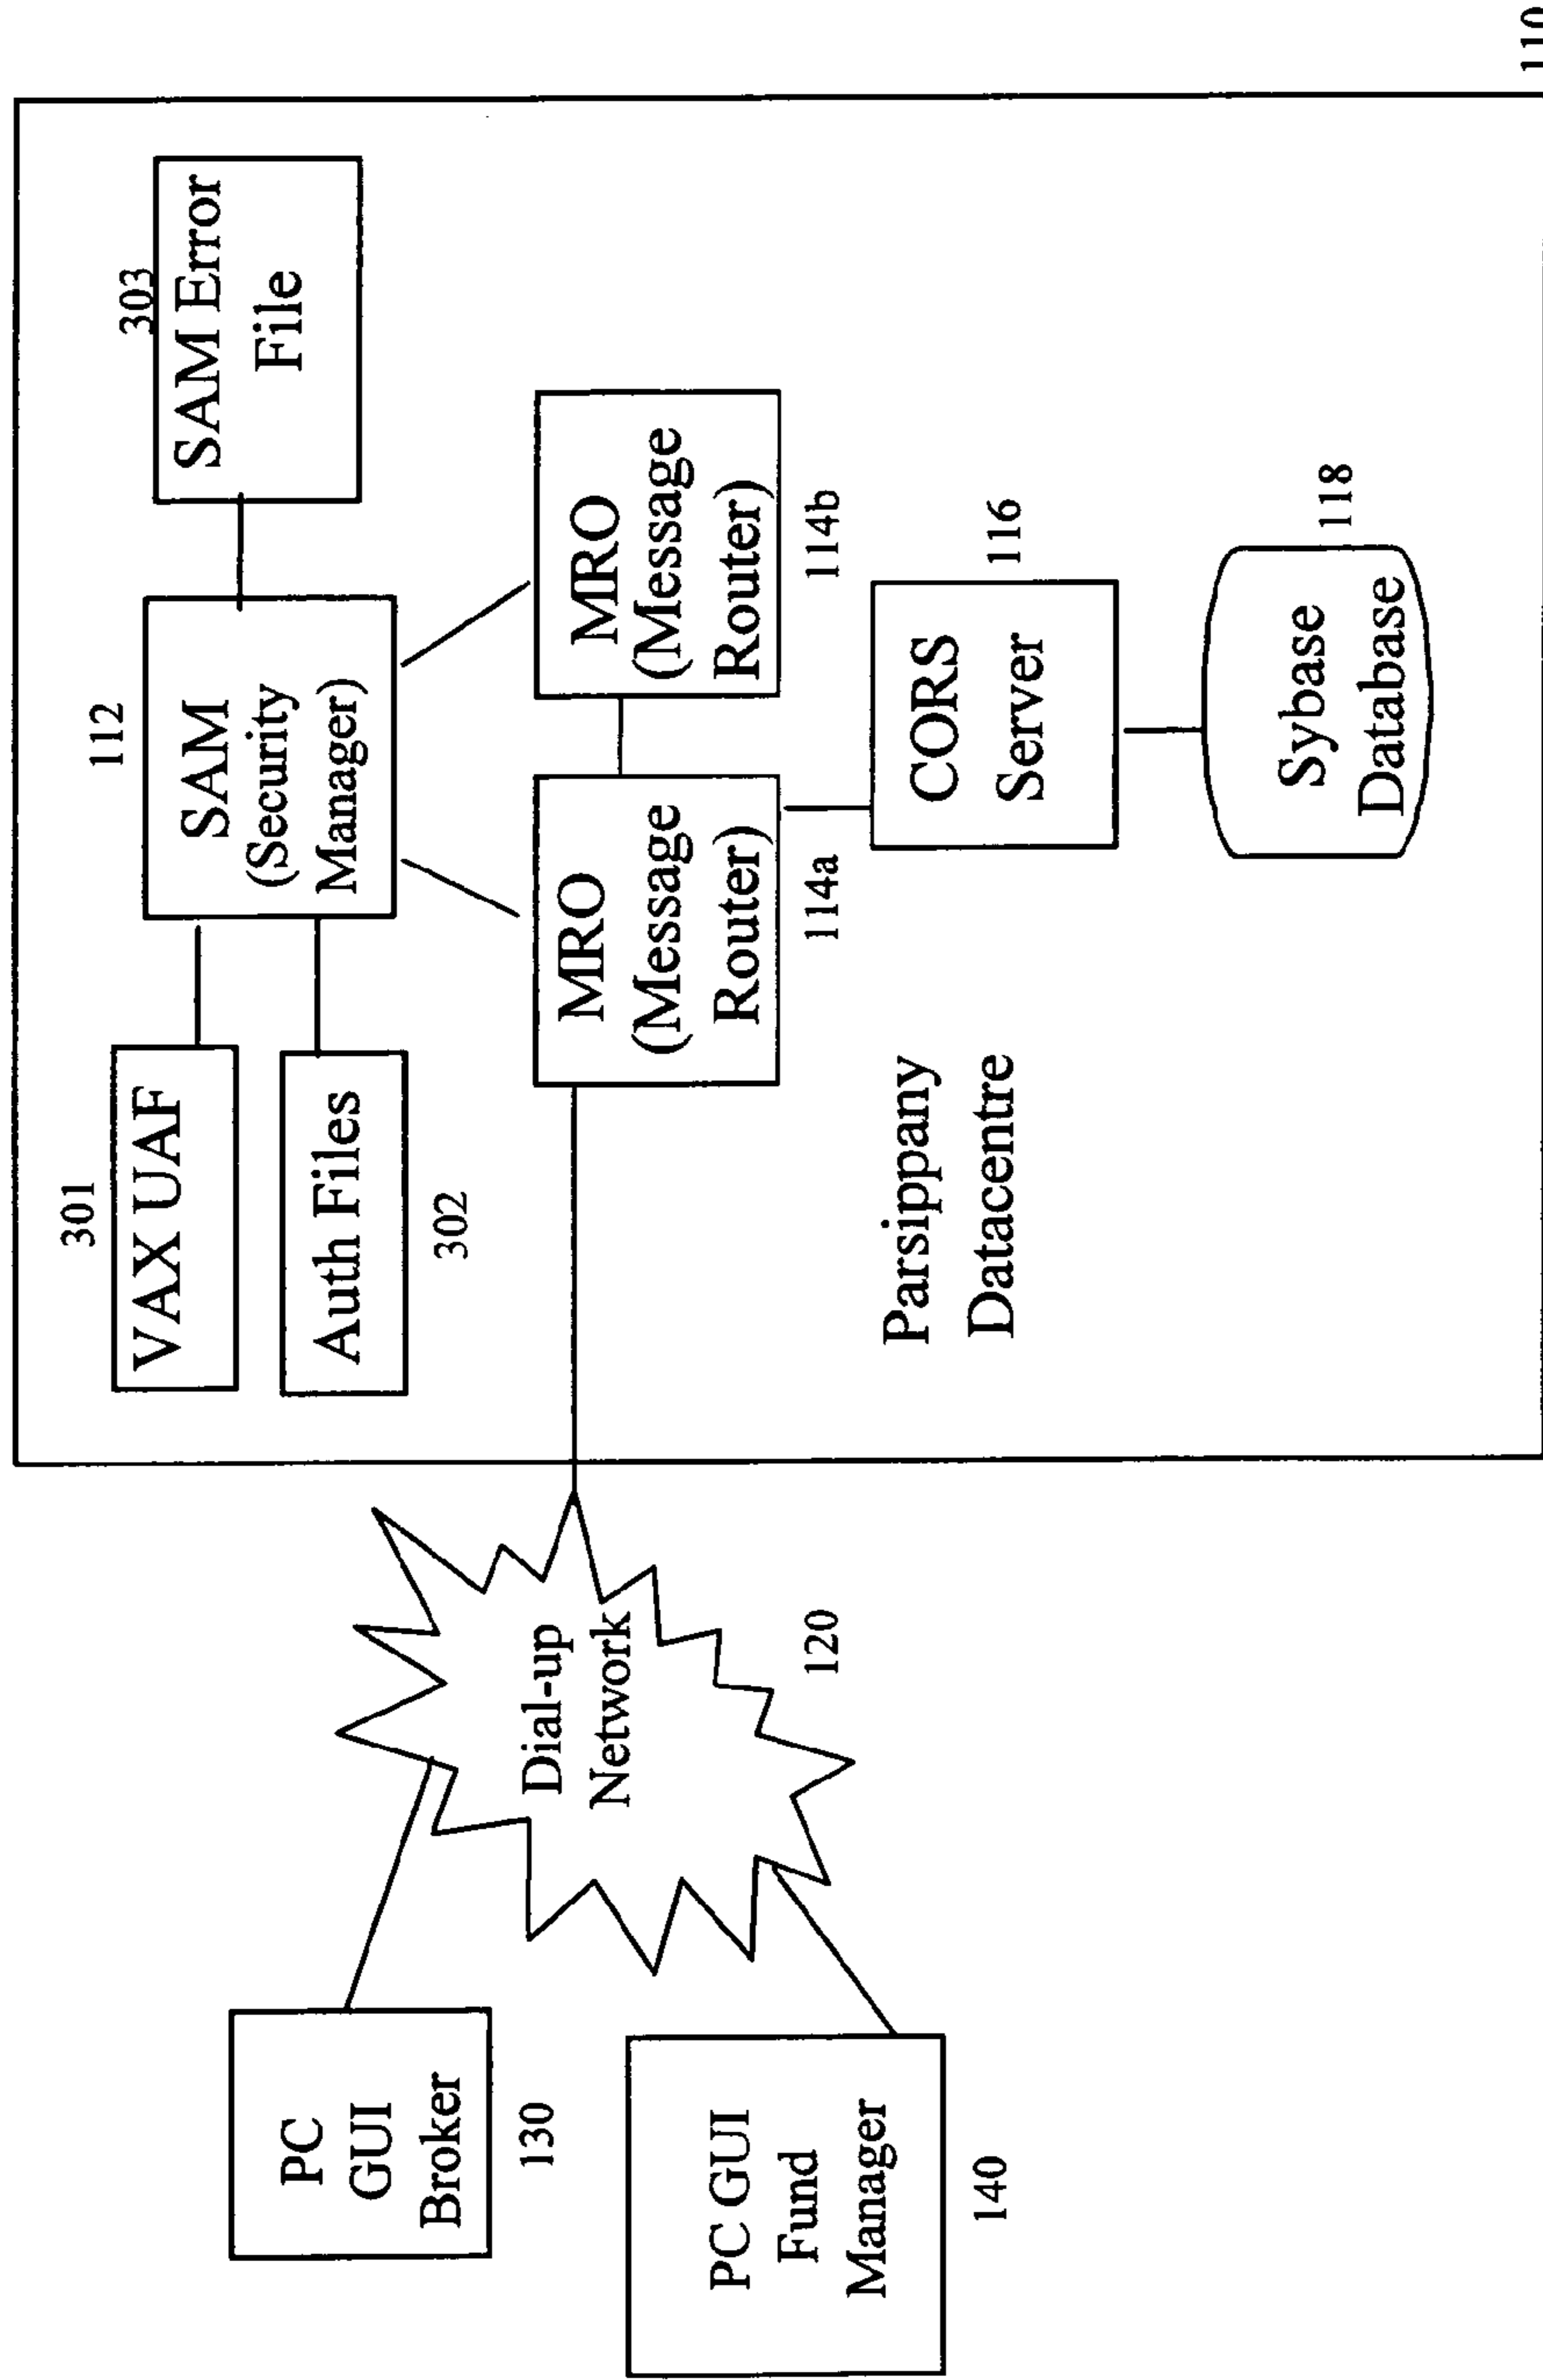 PC
GUI
Broker
130
PC GUI
Fund
Manager
140
Dial-up
Network
120
301
VAX UAF
Auth Files
302
112
SAM
(Security
Manager)
303
SAM Error
File
MRO
(Message
Router)
114a
MRO
(Message
Router)
114b
Parsippany
Datacentre
CORS
Server
116
Sybase
Database
118
110